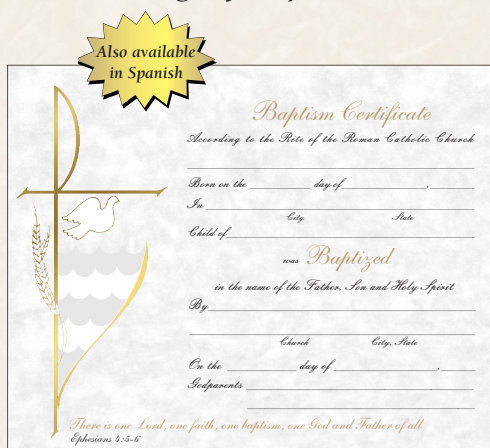 Also available
in Spanish
Baptism Certificate
According to the Rite of the Roman Catholic Church
Born on the day of ,
In
City State
Child of
was Baptized
in the name of the Father, Son and Holy Spirit
By
Church City, State
On the day of ,
Godparents
There is one Lord, one faith, one baptism, one God and Father of all
Ephesians 4:5-6